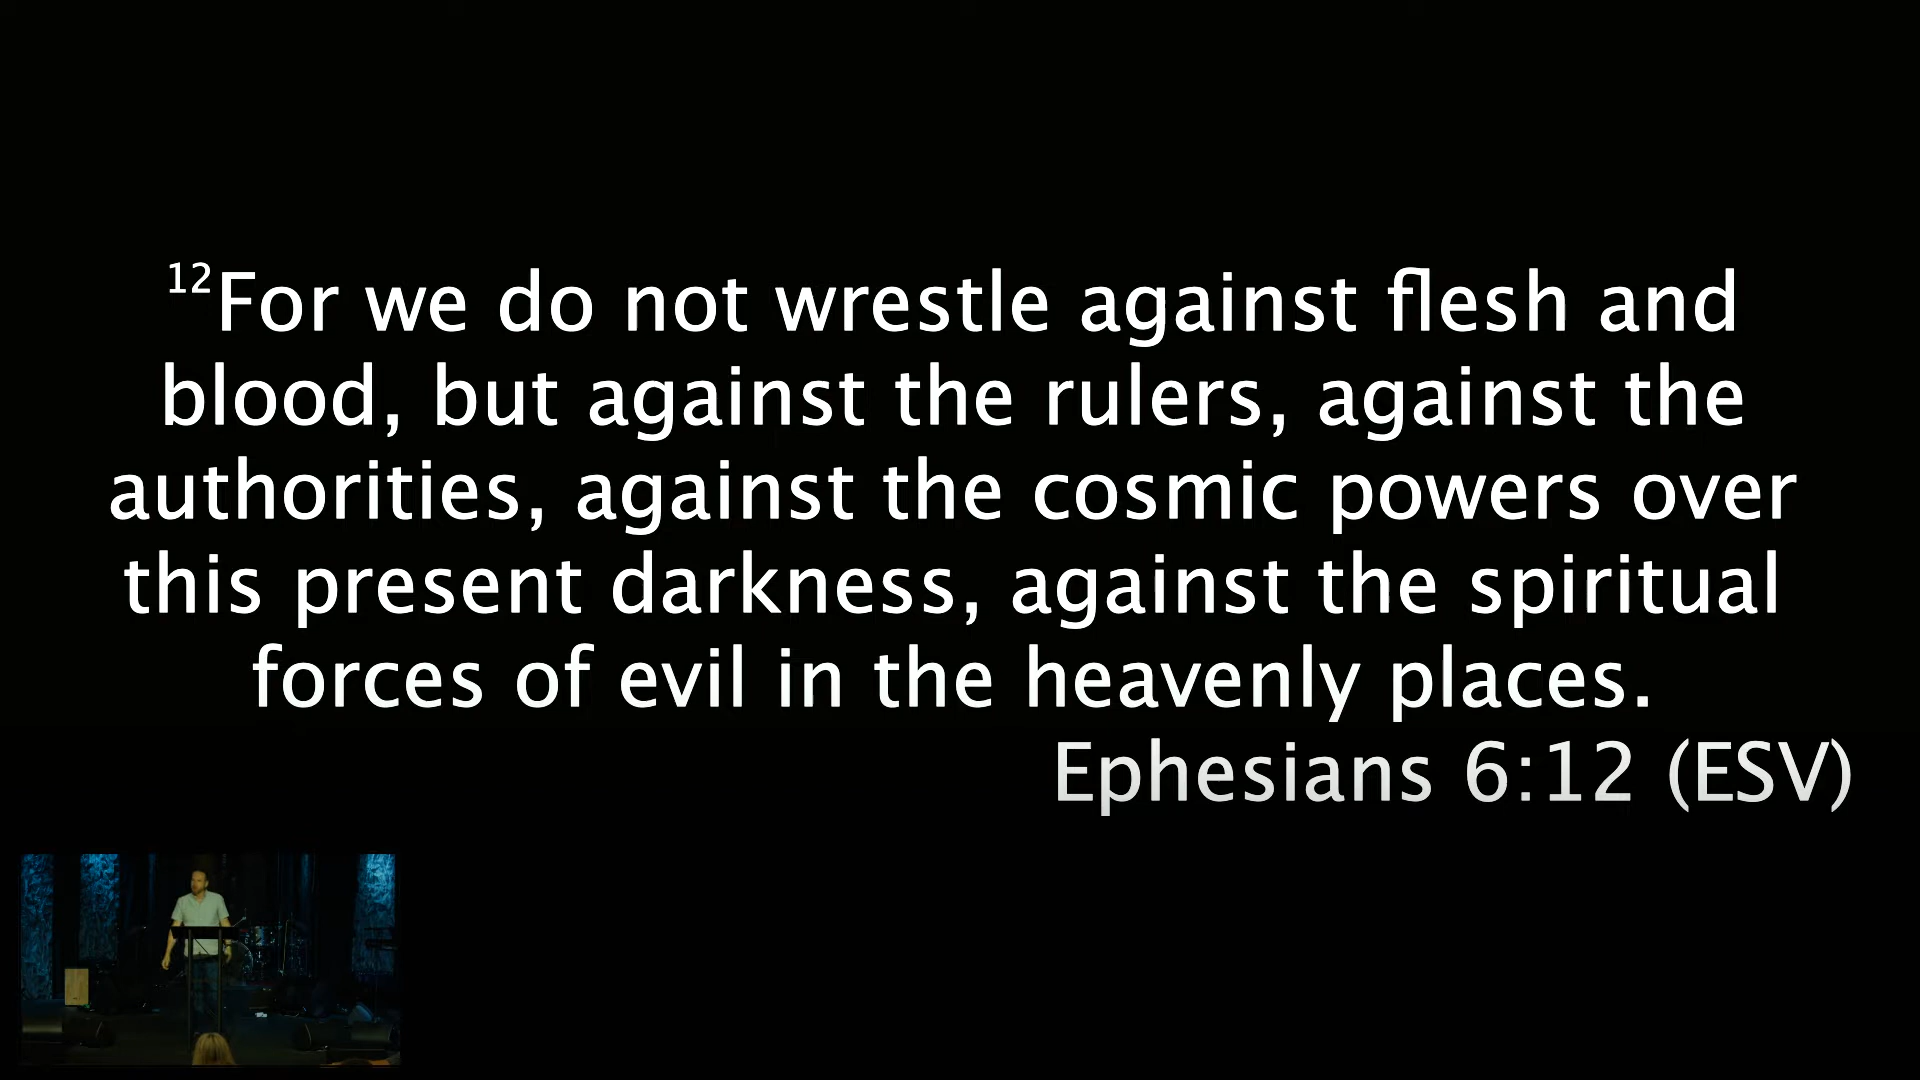 12For we do not wrestle against flesh and
blood, but against the rulers, against the
authorities, against the cosmic powers over
this present darkness, against the spiritual
forces of evil in the heavenly places.
Ephesians 6:12 (ESV)